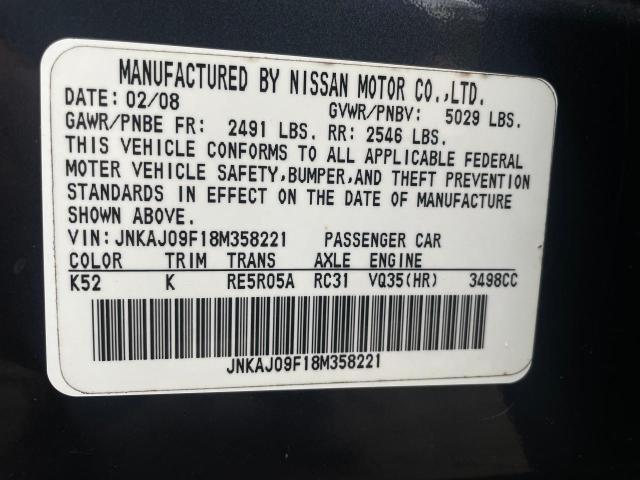 MANUFACTURED BY NISSAN MOTOR CO.,LTD.
DATE: 02/08 GVWR/PNBV: 5029 LBS.
GAWR/PNBE FR: 2491 LBS. RR: 2546 LBS.
THIS VEHICLE CONFORMS TO ALL APPLICABLE FEDERAL
MOTER VEHICLE SAFETY,BUMPER,AND THEFT PREVENTION
STANDARDS IN EFFECT ON THE DATE OF MANUFACTURE
SHOWN ABOVE.
VIN:JNKAJ09F18M358221 PASSENGER CAR
COLOR TRIM TRANS AXLE ENGINE
K52 K RE5R05A RC31 VQ35(HR) 3498CC
JNKAJ09F18M358221